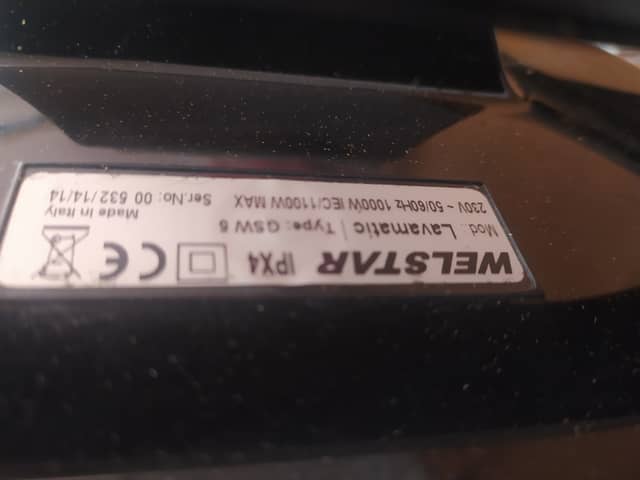 WELSTAR IPX4
Mod. Lavamatic | Type: GSW 6
230V ~ 50/60Hz 1000W IEC/1100W MAX
Ser.No: 00 532/14/14
Made in Italy
CE